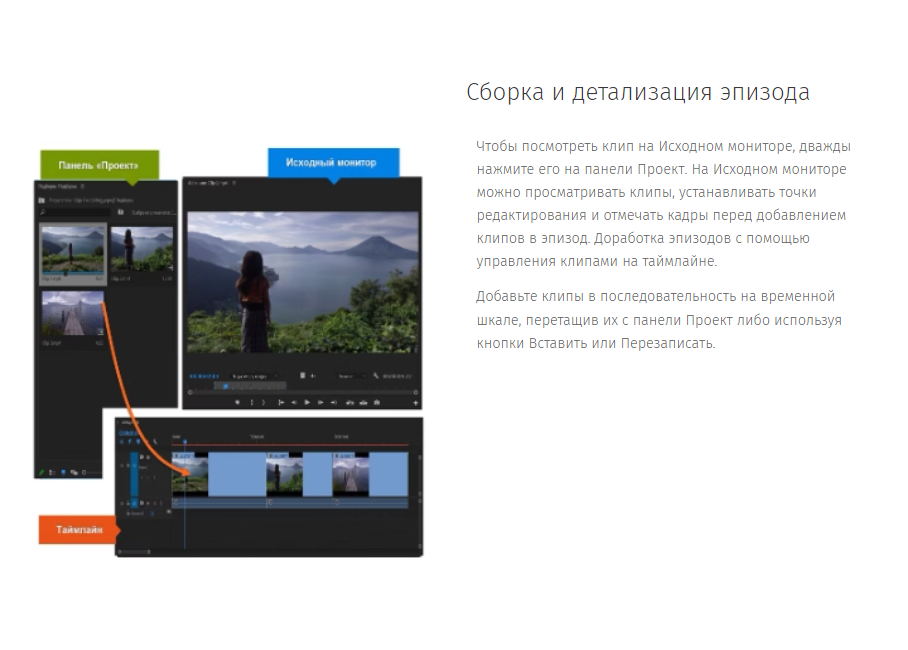 Сборка и детализация эпизода
Чтобы посмотреть клип на Исходном мониторе, дважды
нажмите его на панели Проект. На Исходном мониторе
можно просматривать клипы, устанавливать точки
редактирования и отмечать кадры перед добавлением
клипов в эпизод. Доработка эпизодов с помощью
управления клипами на таймлайне.
Добавьте клипы в последовательность на временной
шкале, перетащив их с панели Проект либо используя
кнопки Вставить или Перезаписать.
Панель «Проект»
Исходный монитор
Таймлайн